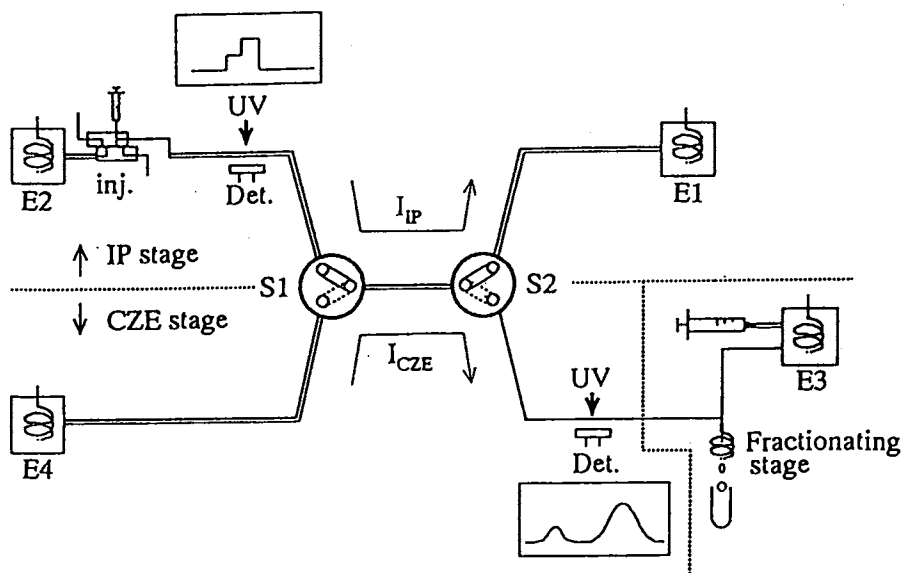 UV
E2
inj.
Det.
E1
I_IP
↑ IP stage
S1
S2
↓ CZE stage
I_CZE
UV
E3
E4
Det.
Fractionating
stage